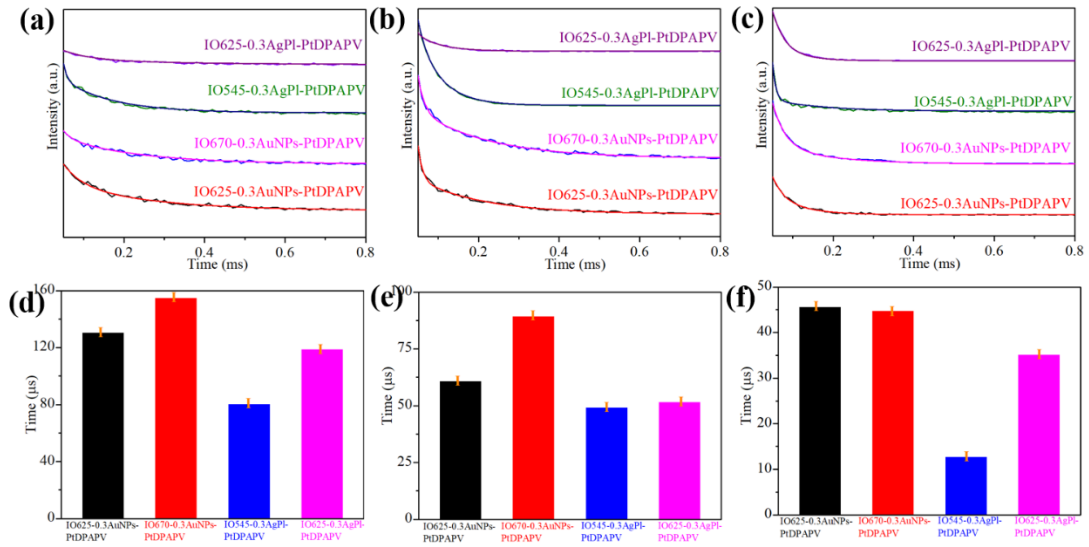 (a)
Intensity (a.u.)
IO625-0.3AgPl-PtDPAPV
IO545-0.3AgPl-PtDPAPV
IO670-0.3AuNPs-PtDPAPV
IO625-0.3AuNPs-PtDPAPV
0.2 0.4 0.6 0.8
Time (ms)
(b)
Intensity (a.u.)
IO625-0.3AgPl-PtDPAPV
IO545-0.3AgPl-PtDPAPV
IO670-0.3AuNPs-PtDPAPV
IO625-0.3AuNPs-PtDPAPV
0.2 0.4 0.6 0.8
Time (ms)
(c)
Intensity (a.u.)
IO625-0.3AgPl-PtDPAPV
IO545-0.3AgPl-PtDPAPV
IO670-0.3AuNPs-PtDPAPV
IO625-0.3AuNPs-PtDPAPV
0.2 0.4 0.6 0.8
Time (ms)
(d)
Time (μs)
160
120
80
40
0
IO625-0.3AuNPs- IO670-0.3AuNPs- IO545-0.3AgPl- IO625-0.3AgPl-
PtDPAPV PtDPAPV PtDPAPV PtDPAPV
(e)
Time (μs)
100
75
50
25
0
IO625-0.3AuNPs- IO670-0.3AuNPs- IO545-0.3AgPl- IO625-0.3AgPl-
PtDPAPV PtDPAPV PtDPAPV PtDPAPV
(f)
Time (μs)
50
40
30
20
10
0
IO625-0.3AuNPs- IO670-0.3AuNPs- IO545-0.3AgPl- IO625-0.3AgPl-
PtDPAPV PtDPAPV PtDPAPV PtDPAPV